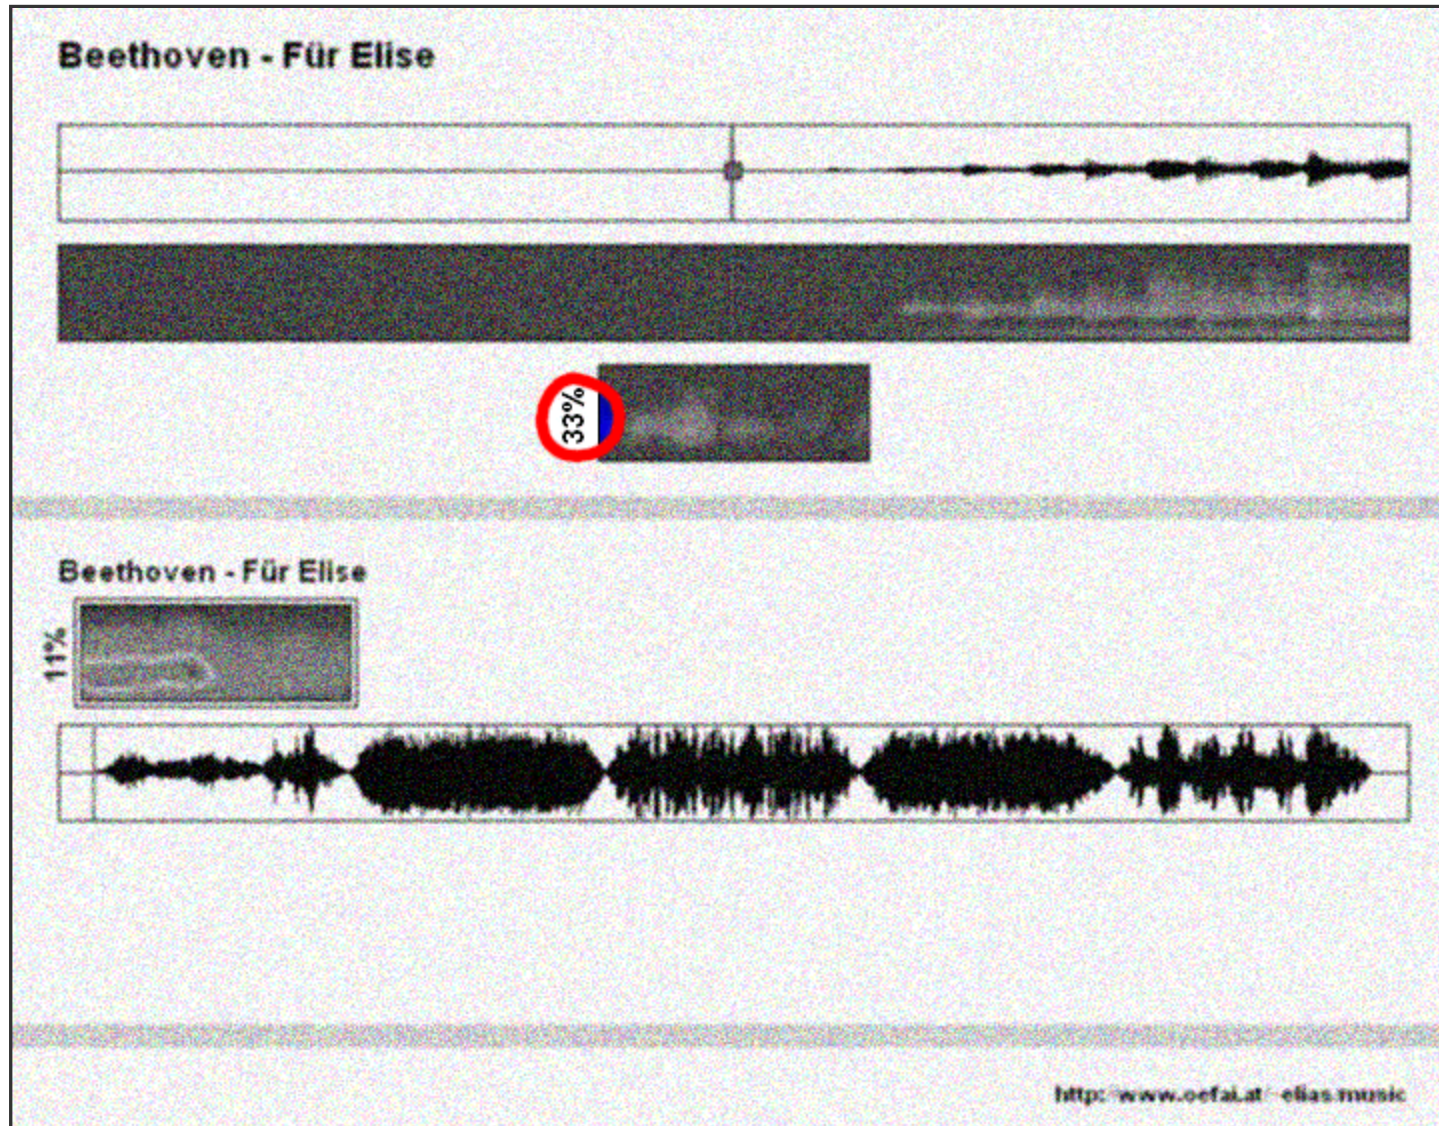 Beethoven - Für Elise
33%
Beethoven - Für Elise
11%
http://www.oefai.at/~elias/music